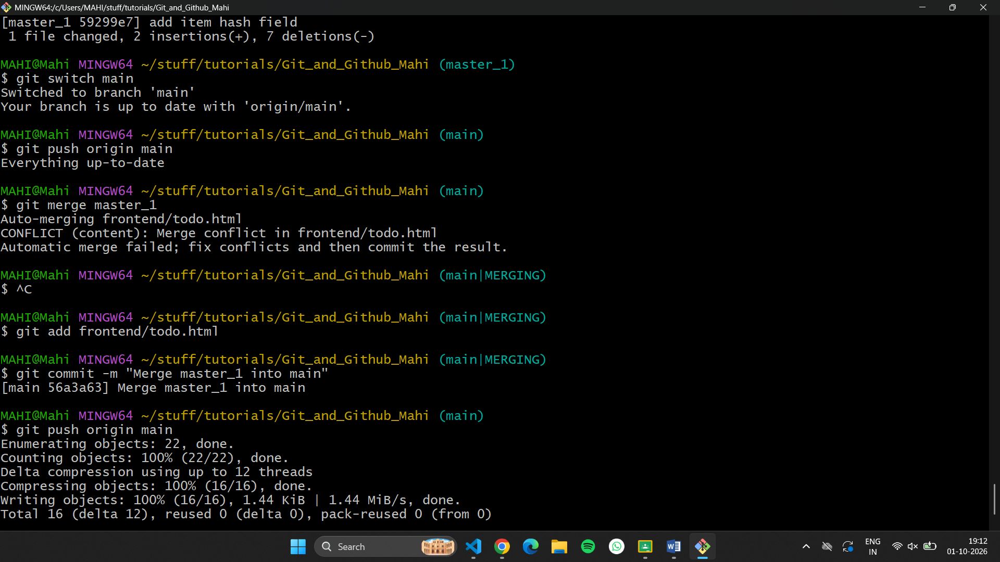 MINGW64:/c/Users/MAHI/stuff/tutorials/Git_and_Github_Mahi
[master_1 59299e7] add item hash field
 1 file changed, 2 insertions(+), 7 deletions(-)
MAHI@Mahi MINGW64 ~/stuff/tutorials/Git_and_Github_Mahi (master_1)
$ git switch main
Switched to branch 'main'
Your branch is up to date with 'origin/main'.
MAHI@Mahi MINGW64 ~/stuff/tutorials/Git_and_Github_Mahi (main)
$ git push origin main
Everything up-to-date
MAHI@Mahi MINGW64 ~/stuff/tutorials/Git_and_Github_Mahi (main)
$ git merge master_1
Auto-merging frontend/todo.html
CONFLICT (content): Merge conflict in frontend/todo.html
Automatic merge failed; fix conflicts and then commit the result.
MAHI@Mahi MINGW64 ~/stuff/tutorials/Git_and_Github_Mahi (main|MERGING)
$ ^C
MAHI@Mahi MINGW64 ~/stuff/tutorials/Git_and_Github_Mahi (main|MERGING)
$ git add frontend/todo.html
MAHI@Mahi MINGW64 ~/stuff/tutorials/Git_and_Github_Mahi (main|MERGING)
$ git commit -m "Merge master_1 into main"
[main 56a3a63] Merge master_1 into main
MAHI@Mahi MINGW64 ~/stuff/tutorials/Git_and_Github_Mahi (main)
$ git push origin main
Enumerating objects: 22, done.
Counting objects: 100% (22/22), done.
Delta compression using up to 12 threads
Compressing objects: 100% (16/16), done.
Writing objects: 100% (16/16), 1.44 KiB | 1.44 MiB/s, done.
Total 16 (delta 12), reused 0 (delta 0), pack-reused 0 (from 0)
Search
W
ENG
IN
19:12
01-10-2026